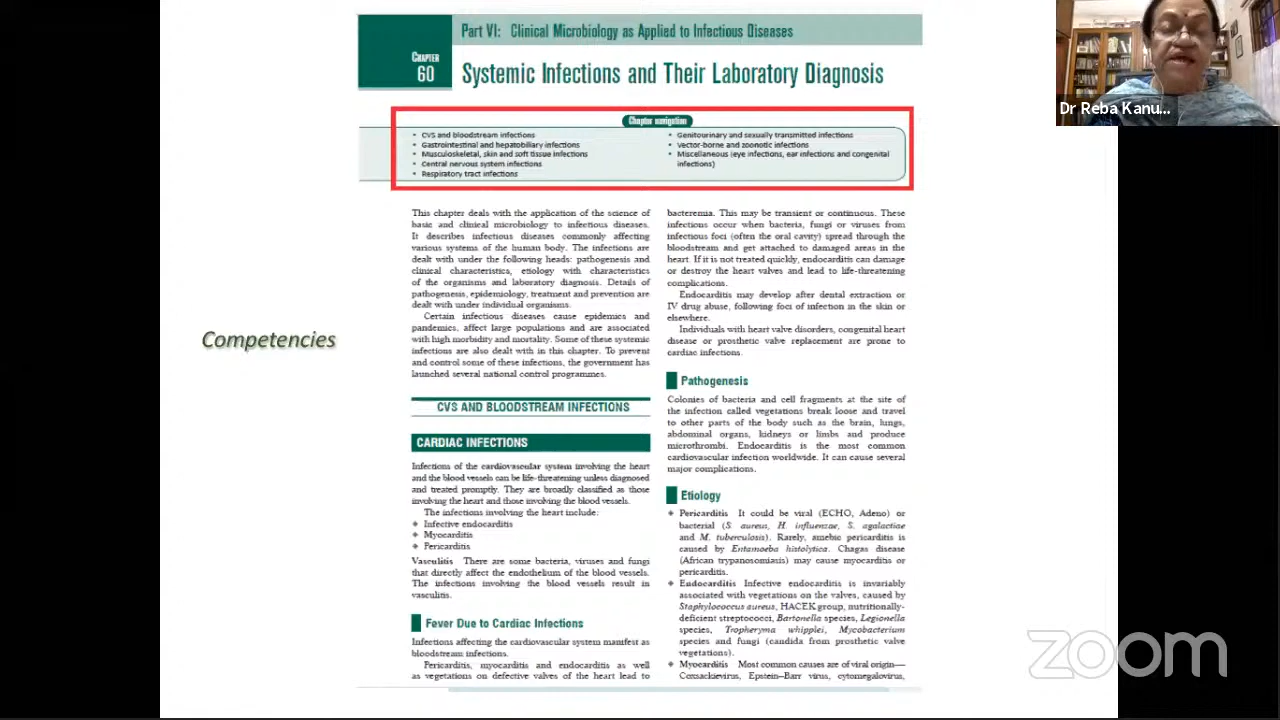 Part VI: Clinical Microbiology as Applied to Infectious Diseases
CHAPTER
60
Systemic Infections and Their Laboratory Diagnosis
Chapter navigation
• CVS and bloodstream infections
• Gastrointestinal and hepatobiliary infections
• Musculoskeletal, skin and soft tissue infections
• Central nervous system infections
• Respiratory tract infections
• Genitourinary and sexually transmitted infections
• Vector-borne and zoonotic infections
• Miscellaneous (eye infections, ear infections and congenital
infections)
Competencies
This chapter deals with the application of the science of
basic and clinical microbiology to infectious diseases.
It describes infectious diseases commonly affecting
various systems of the human body. The infections are
dealt with under the following heads: pathogenesis and
clinical characteristics, etiology with characteristics
of the organisms and laboratory diagnosis. Details of
pathogenesis, epidemiology, treatment and prevention are
dealt with under individual organisms.
Certain infectious diseases cause epidemics and
pandemics, affect large populations and are associated
with high morbidity and mortality. Some of these systemic
infections are also dealt with in this chapter. To prevent
and control some of these infections, the government has
launched several national control programmes.
CVS AND BLOODSTREAM INFECTIONS
CARDIAC INFECTIONS
Infections of the cardiovascular system involving the heart
and the blood vessels can be life-threatening unless diagnosed
and treated promptly. They are broadly classified as those
involving the heart and those involving the blood vessels.
The infections involving the heart include:
❖ Infective endocarditis
❖ Myocarditis
❖ Pericarditis
Vasculitis There are some bacteria, viruses and fungi
that directly affect the endothelium of the blood vessels.
The infections involving the blood vessels result in
vasculitis.
Fever Due to Cardiac Infections
Infections affecting the cardiovascular system manifest as
bloodstream infections.
Pericarditis, myocarditis and endocarditis as well
as vegetations on defective valves of the heart lead to
bacteremia. This may be transient or continuous. These
infections occur when bacteria, fungi or viruses from
infectious foci (often the oral cavity) spread through the
bloodstream and get attached to damaged areas in the
heart. If it is not treated quickly, endocarditis can damage
or destroy the heart valves and lead to life-threatening
complications.
Endocarditis may develop after dental extraction or
IV drug abuse, following foci of infection in the skin or
elsewhere.
Individuals with heart valve disorders, congenital heart
disease or prosthetic valve replacement are prone to
cardiac infections.
Pathogenesis
Colonies of bacteria and cell fragments at the site of
the infection called vegetations break loose and travel
to other parts of the body such as the brain, lungs,
abdominal organs, kidneys or limbs and produce
microthrombi. Endocarditis is the most common
cardiovascular infection worldwide. It can cause several
major complications.
Etiology
❖ Pericarditis It could be viral (ECHO, Adeno) or
bacterial (S aureus, H. influenzae, S. agalactiae
and M. tuberculosis). Rarely, amebic pericarditis is
caused by Entamoeba histolytica. Chagas disease
(African trypanosomiasis) may cause myocarditis or
pericarditis.
❖ Endocarditis Infective endocarditis is invariably
associated with vegetations on the valves, caused by
Staphylococcus aureus, HACEK group, nutritionally-
deficient streptococci, Bartonella species, Legionella
species, Tropheryma whipplei, Mycobacterium
species and fungi (candida from prosthetic valve
vegetations).
❖ Myocarditis Most common causes are of viral origin—
Coxsackievirus, Epstein–Barr virus, cytomegalovirus,
Dr Reba Kanu...
zoom